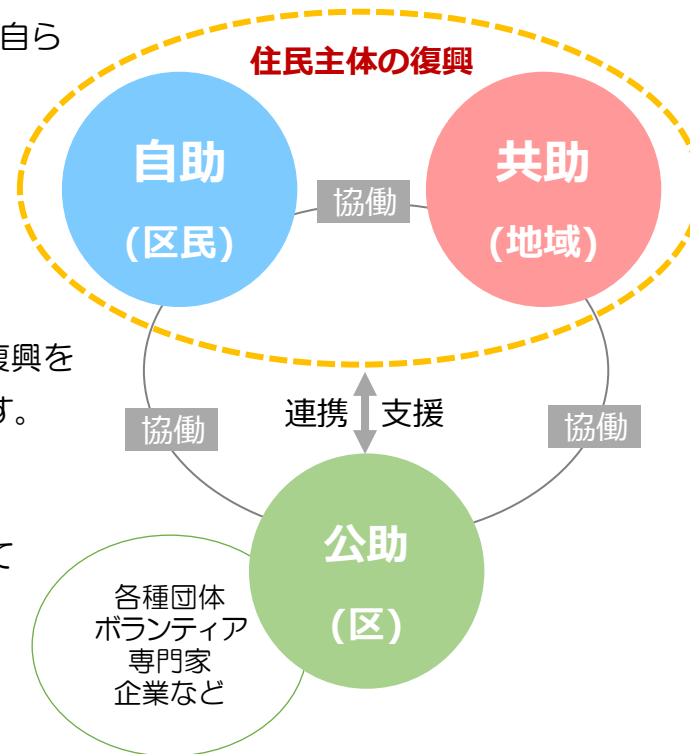 自ら
住民主体の復興
自助
(区民)
共助
(地域)
協働
復興を
す。
連携 支援
協働
協働
公助
(区)
て
各種団体
ボランティア
専門家
企業など